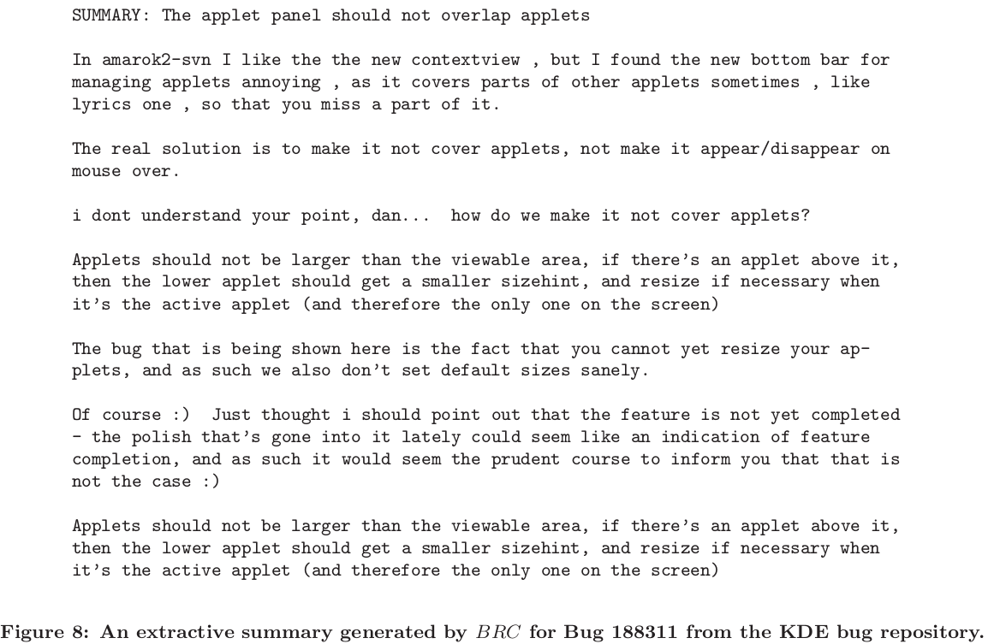 SUMMARY: The applet panel should not overlap applets
In amarok2-svn I like the the new contextview , but I found the new bottom bar for
managing applets annoying , as it covers parts of other applets sometimes , like
lyrics one , so that you miss a part of it.
The real solution is to make it not cover applets, not make it appear/disappear on
mouse over.
i dont understand your point, dan... how do we make it not cover applets?
Applets should not be larger than the viewable area, if there's an applet above it,
then the lower applet should get a smaller sizehint, and resize if necessary when
it's the active applet (and therefore the only one on the screen)
The bug that is being shown here is the fact that you cannot yet resize your ap-
plets, and as such we also don't set default sizes sanely.
Of course :) Just thought i should point out that the feature is not yet completed
- the polish that's gone into it lately could seem like an indication of feature
completion, and as such it would seem the prudent course to inform you that that is
not the case :)
Applets should not be larger than the viewable area, if there's an applet above it,
then the lower applet should get a smaller sizehint, and resize if necessary when
it's the active applet (and therefore the only one on the screen)
Figure 8: An extractive summary generated by BRC for Bug 188311 from the KDE bug repository.